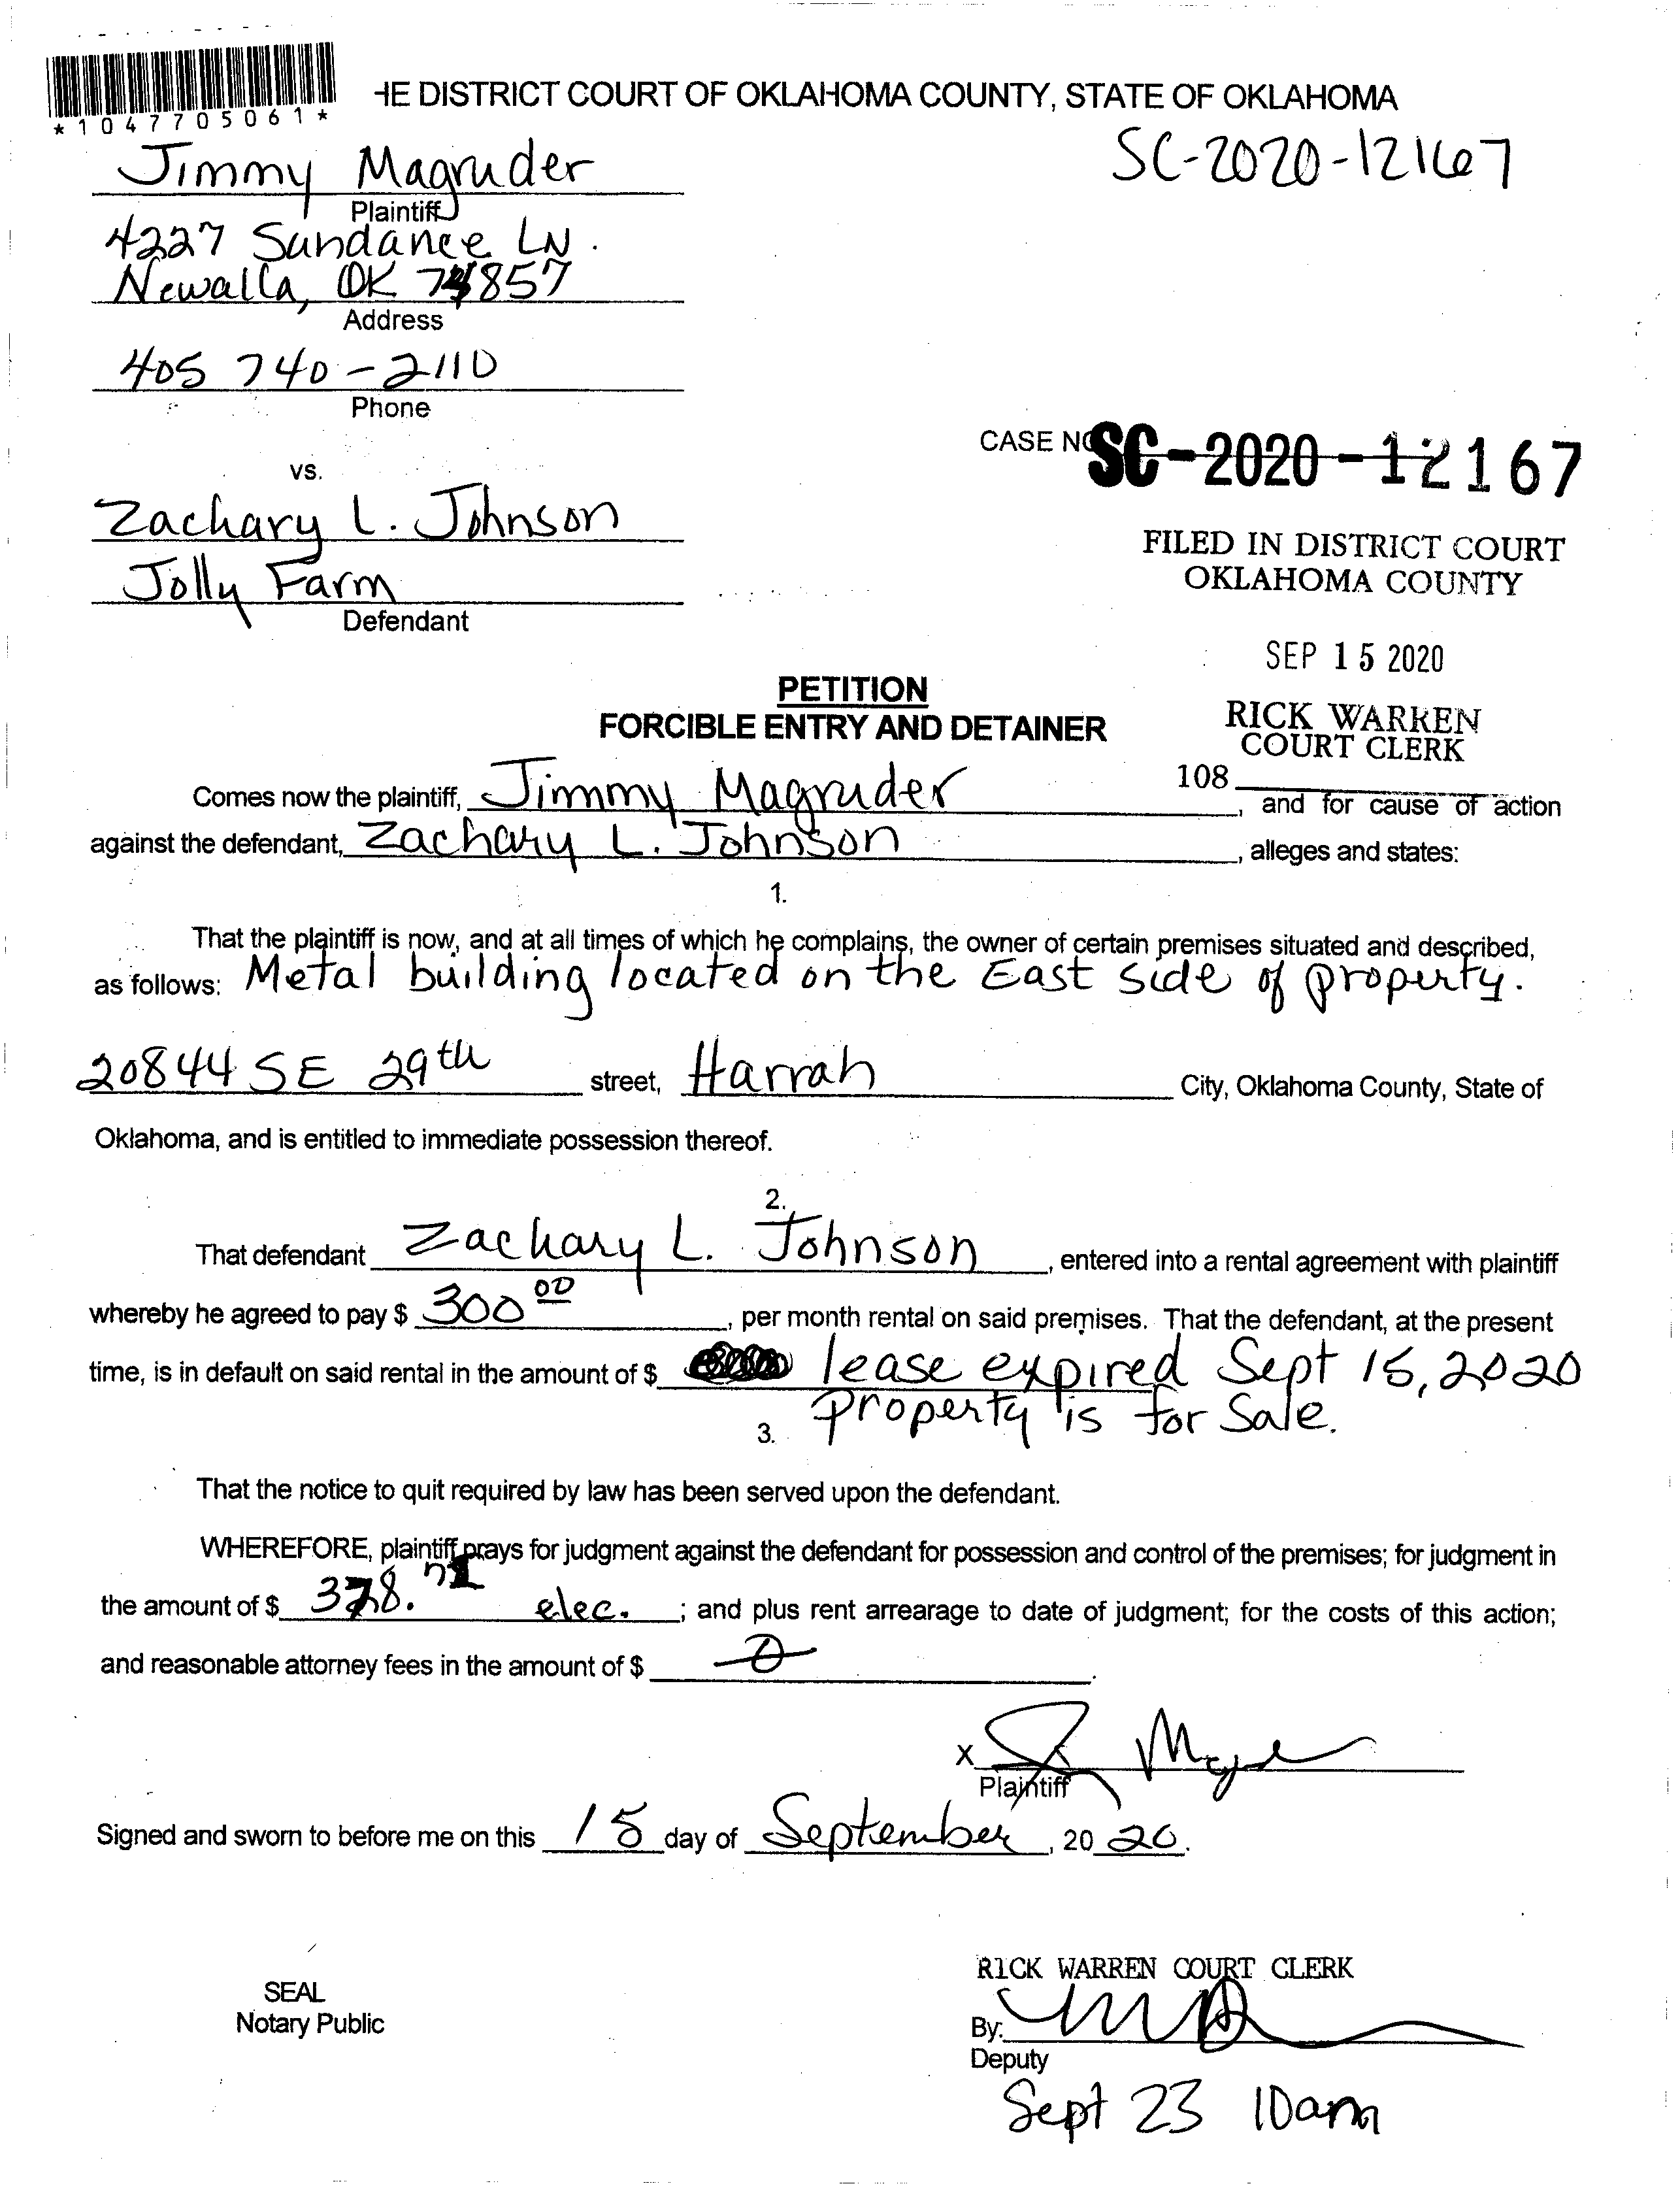 HE DISTRICT COURT OF OKLAHOMA COUNTY, STATE OF OKLAHOMA
*1047705061*
SC-2020-12167
Jimmy Magruder
Plaintiff
4227 Sundance LN.
Newalla, OK 74857
Address
405 740-2110
Phone
CASE NO SC-2020-12167
vs.
Zachary L. Johnson
Jolly Farm
Defendant
FILED IN DISTRICT COURT
OKLAHOMA COUNTY
SEP 15 2020
RICK WARREN
COURT CLERK
108
PETITION
FORCIBLE ENTRY AND DETAINER
Comes now the plaintiff, Jimmy Magruder, and for cause of action
against the defendant, Zachary L. Johnson, alleges and states:
1.
That the plaintiff is now, and at all times of which he complains, the owner of certain premises situated and described,
as follows: Metal building located on the East side of property.
20844 SE 29th street, Harrah City, Oklahoma County, State of
Oklahoma, and is entitled to immediate possession thereof.
2.
That defendant Zachary L. Johnson, entered into a rental agreement with plaintiff
whereby he agreed to pay $ 300 00, per month rental on said premises. That the defendant, at the present
time, is in default on said rental in the amount of $ lease expired Sept 15, 2020
Property is for Sale.
3.
That the notice to quit required by law has been served upon the defendant.
WHEREFORE, plaintiff prays for judgment against the defendant for possession and control of the premises; for judgment in
the amount of $ elec. ; and plus rent arrearage to date of judgment; for the costs of this action;
and reasonable attorney fees in the amount of $ 0.
X
Plaintiff
Signed and sworn to before me on this 15 day of September, 20 20.
SEAL
Notary Public
RICK WARREN COURT CLERK
By:
Deputy
Sept 23 10am